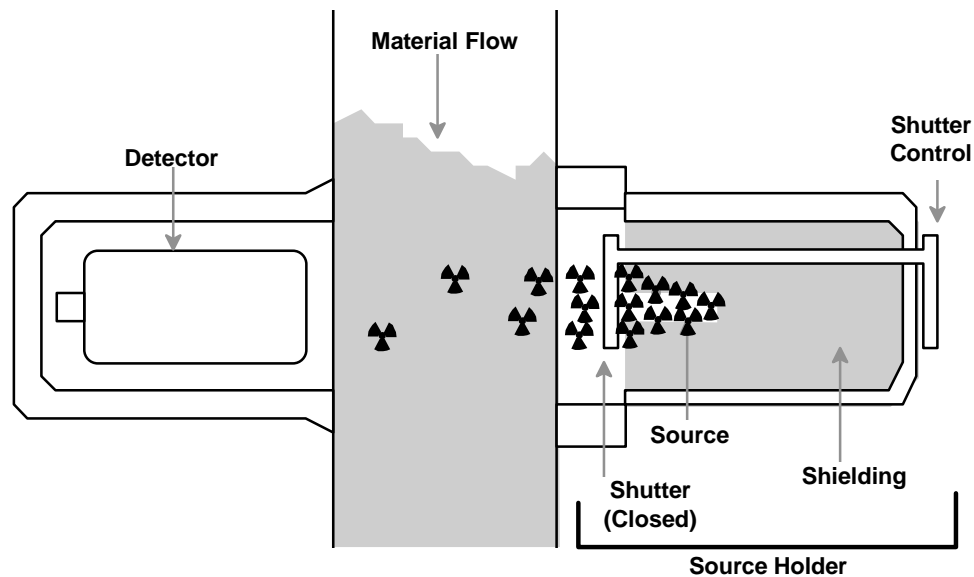 Material Flow
Shutter
Control
Detector
Source
Shielding
Shutter
(Closed)
Source Holder